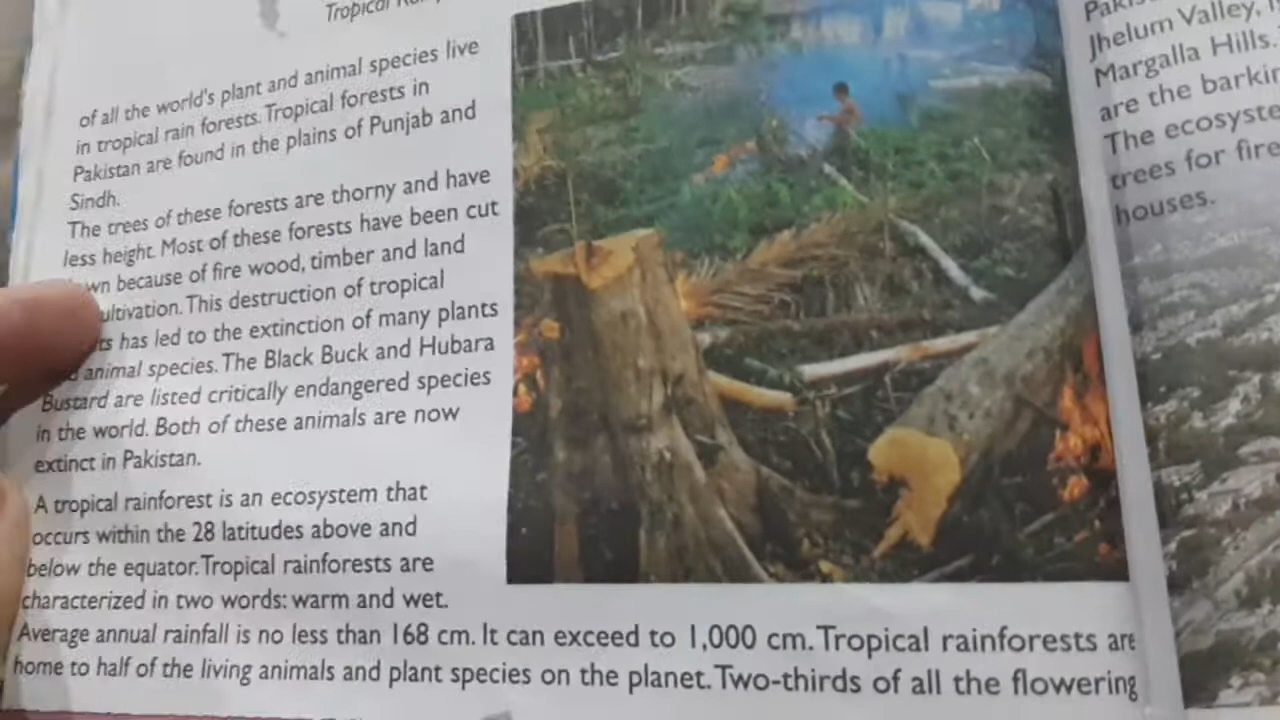 Tropical
of all the world's plant and animal species live
in tropical rain forests. Tropical forests in
Pakistan are found in the plains of Punjab and
Sindh.
The trees of these forests are thorny and have
less height. Most of these forests have been cut
because of fire wood, timber and land
This destruction of tropical
has led to the extinction of many plants
animal species. The Black Buck and Hubara
Bustard are listed critically endangered species
in the world. Both of these animals are now
extinct in Pakistan.
A tropical rainforest is an ecosystem that
occurs within the 28 latitudes above and
below the equator. Tropical rainforests are
characterized in two words: warm and wet.
Average annual rainfall is no less than 168 cm. It can exceed to 1,000 cm. Tropical rainforests are
home to half of the living animals and plant species on the planet. Two-thirds of all the flowering
Jhelum Valley,
Margalla Hills.
are the
The
trees for
houses.